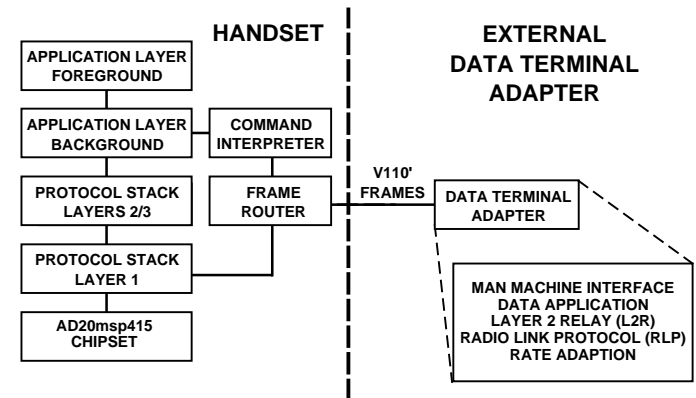 HANDSET
APPLICATION LAYER
FOREGROUND
APPLICATION LAYER
BACKGROUND
COMMAND
INTERPRETER
PROTOCOL STACK
LAYERS 2/3
FRAME
ROUTER
PROTOCOL STACK
LAYER 1
AD20msp415
CHIPSET
EXTERNAL
DATA TERMINAL
ADAPTER
V110'
FRAMES
DATA TERMINAL
ADAPTER
MAN MACHINE INTERFACE
DATA APPLICATION
LAYER 2 RELAY (L2R)
RADIO LINK PROTOCOL (RLP)
RATE ADAPTION